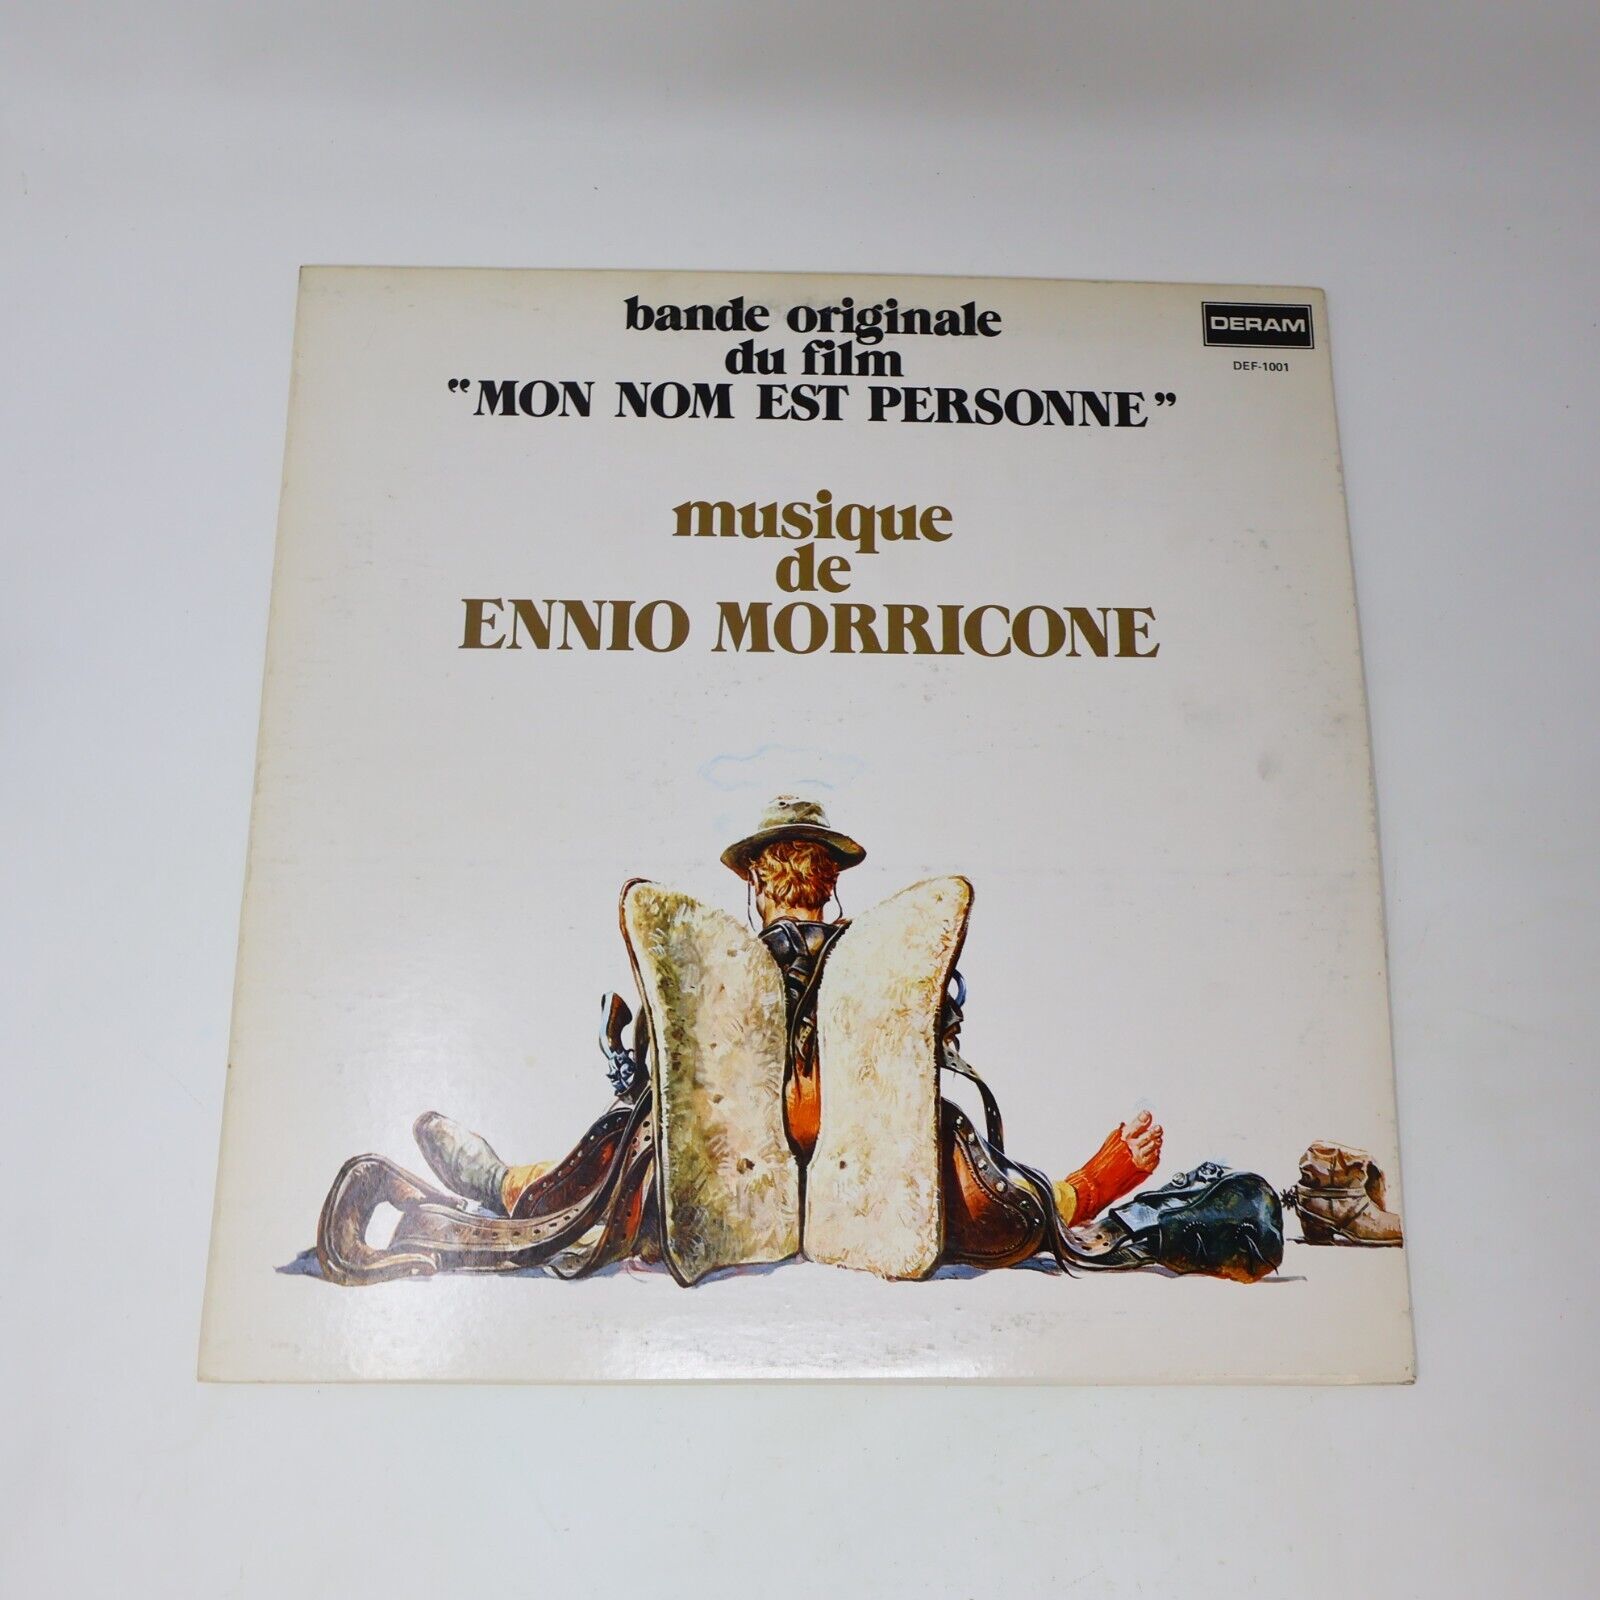 bande originale
du film
“MON NOM EST PERSONNE”
DERAM
DEF-1001
musique
de
ENNIO MORRICONE